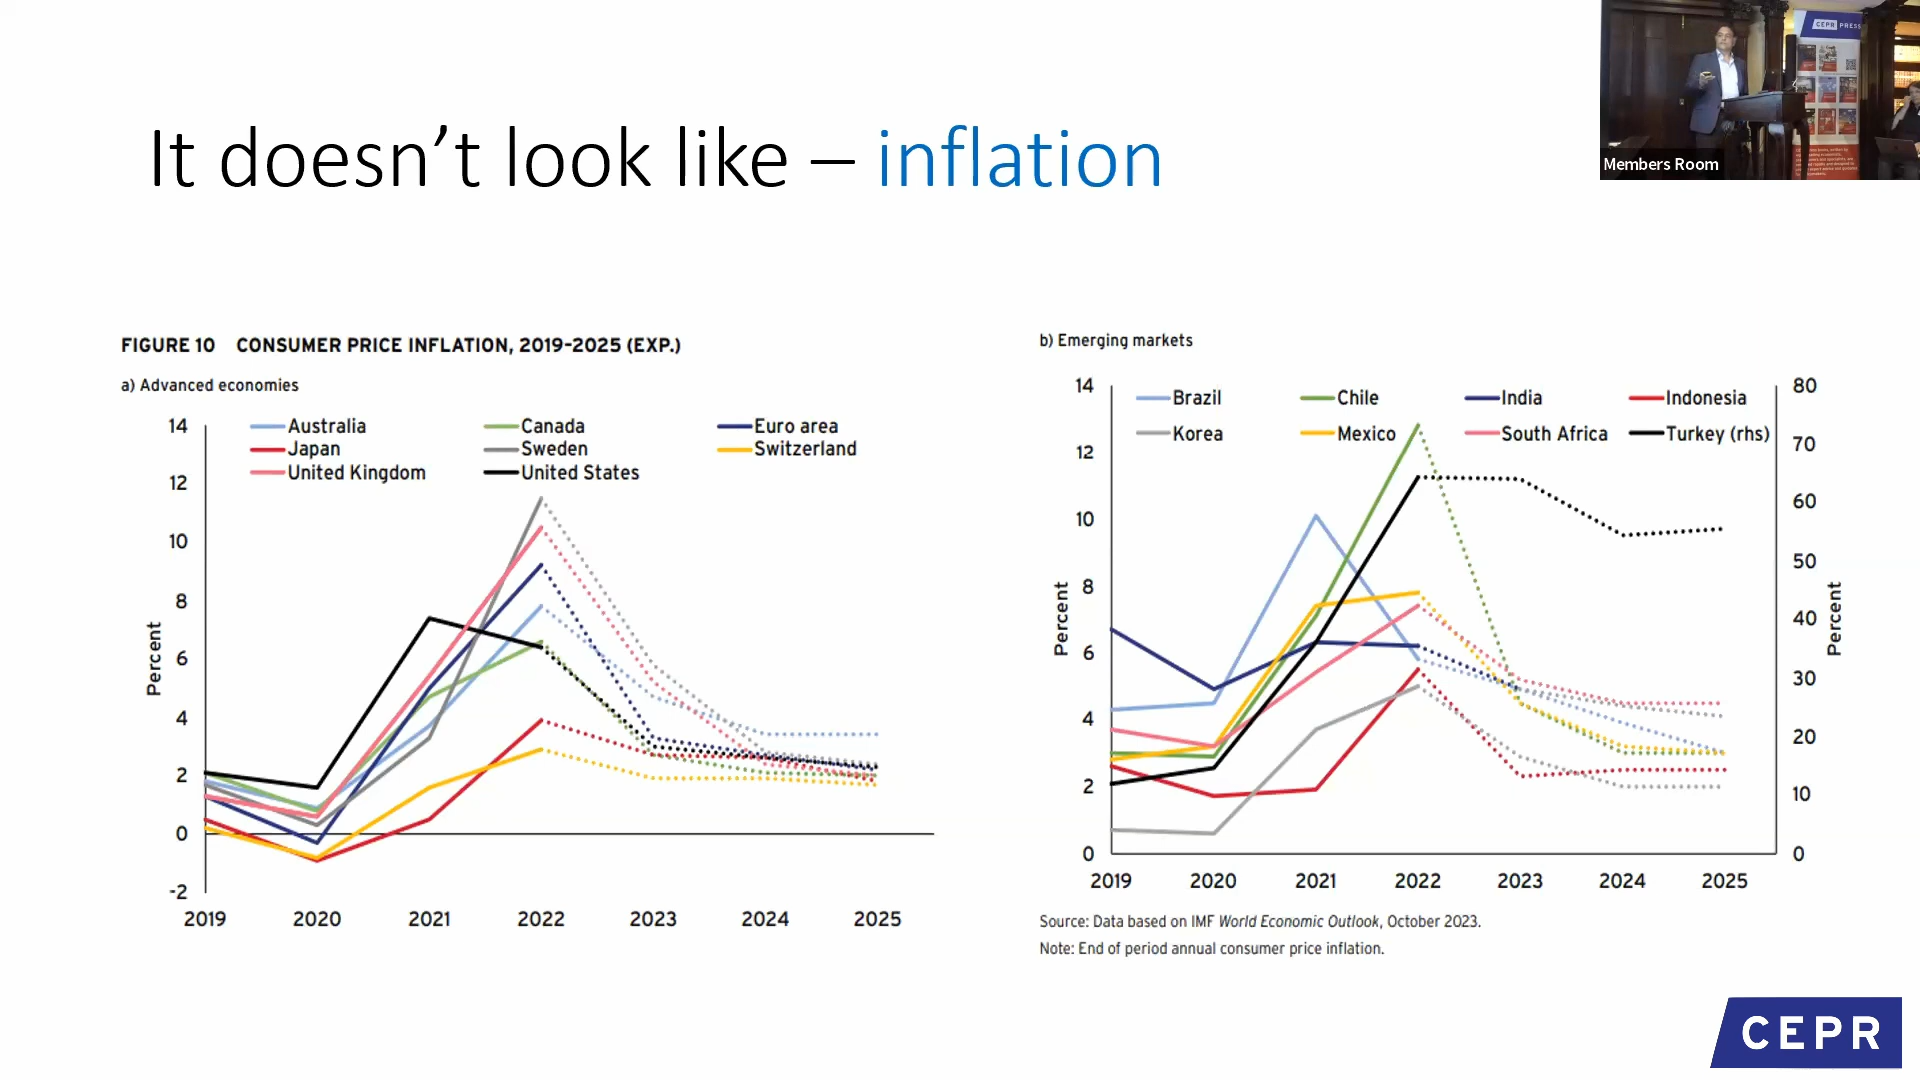 It doesn’t look like – inflation
CEPR PRESS
Members Room
FIGURE 10 CONSUMER PRICE INFLATION, 2019–2025 (EXP.)
a) Advanced economies
14
12
10
8
6
4
2
0
-2
Percent
Australia Canada Euro area
Japan Sweden Switzerland
United Kingdom United States
2019 2020 2021 2022 2023 2024 2025
b) Emerging markets
14
12
10
8
6
4
2
0
Percent
Brazil Chile India Indonesia
Korea Mexico South Africa Turkey (rhs)
80
70
60
50
40
30
20
10
0
Percent
2019 2020 2021 2022 2023 2024 2025
Source: Data based on IMF World Economic Outlook, October 2023.
Note: End of period annual consumer price inflation.
CEPR